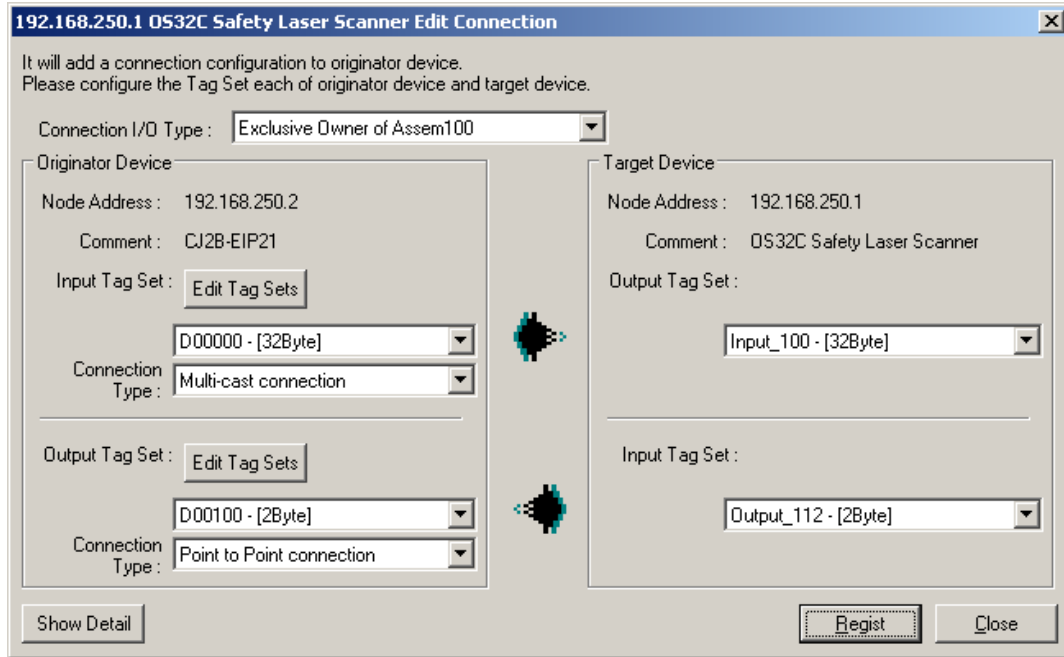 192.168.250.1 OS32C Safety Laser Scanner Edit Connection
It will add a connection configuration to originator device.
Please configure the Tag Set each of originator device and target device.
Connection I/O Type : Exclusive Owner of Assem100
Originator Device
Node Address : 192.168.250.2
Comment : CJ2B-EIP21
Input Tag Set : Edit Tag Sets
D00000 - [32Byte]
Connection
Type : Multi-cast connection
Output Tag Set : Edit Tag Sets
D00100 - [2Byte]
Connection
Type : Point to Point connection
Target Device
Node Address : 192.168.250.1
Comment : OS32C Safety Laser Scanner
Output Tag Set :
Input_100 - [32Byte]
Input Tag Set :
Output_112 - [2Byte]
Show Detail
Regist
Close